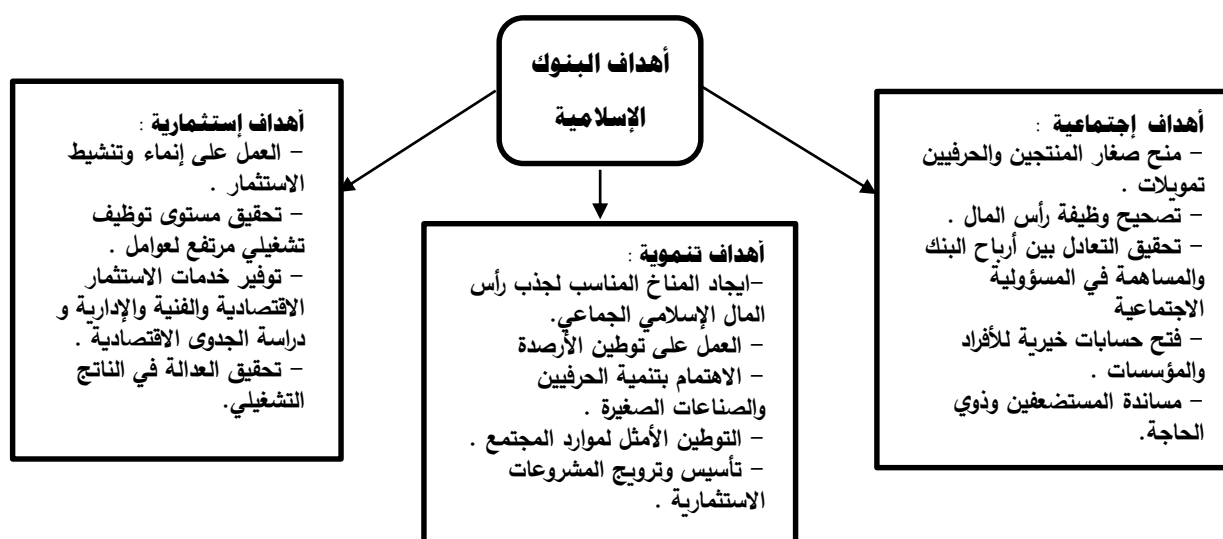 أهداف البنوك
الإسلامية
أهداف إجتماعية :
– منح صغار المنتجين والحرفيين
تمويلات .
– تصحيح وظيفة رأس المال .
– تحقيق التعادل بين أرباح البنك
والمساهمة في المسؤولية
الاجتماعية
– فتح حسابات خيرية للأفراد
والمؤسسات .
– مساندة المستضعفين وذوي
الحاجة.
أهداف تنموية :
–ايجاد المناخ المناسب لجذب رأس
المال الإسلامي الجماعي.
– العمل على توطين الأرصدة
– الاهتمام بتنمية الحرفيين
والصناعات الصغيرة .
– التوطين الأمثل لموارد المجتمع .
– تأسيس وترويج المشروعات
الاستثمارية .
أهداف إستثمارية :
– العمل على إنماء وتنشيط
الاستثمار .
– تحقيق مستوى توظيف
تشغيلي مرتفع لعوامل .
– توفير خدمات الاستثمار
الاقتصادية والفنية والإدارية و
دراسة الجدوى الاقتصادية .
– تحقيق العدالة في الناتج
التشغيلي.